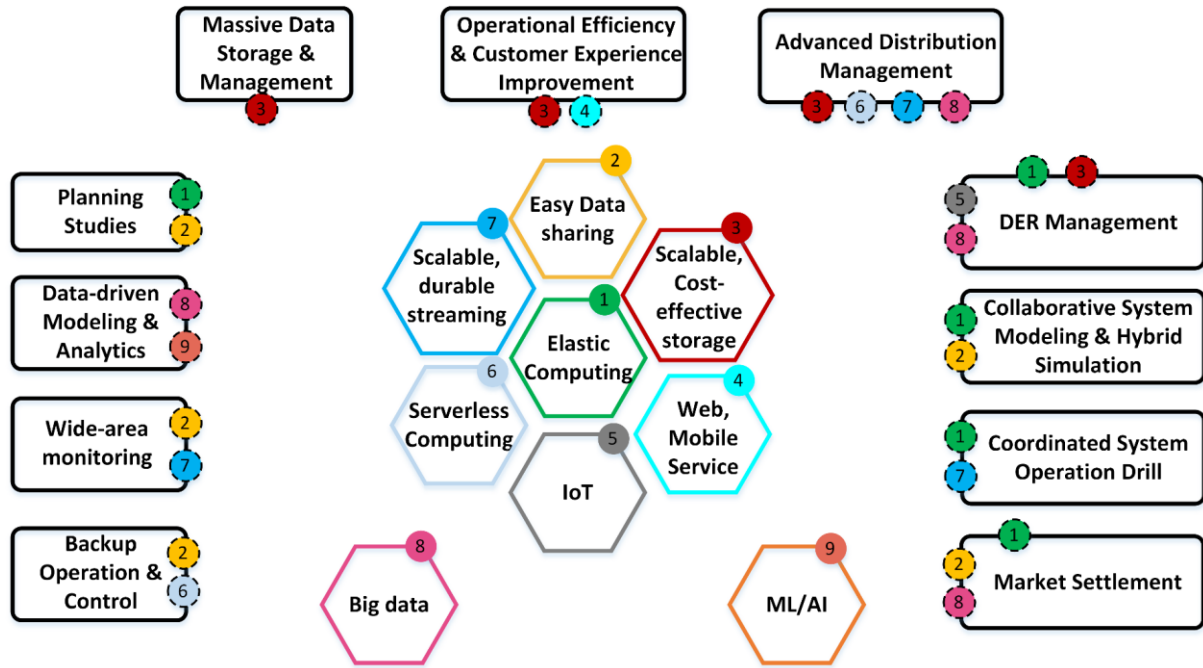 Massive Data
Storage &
Management
3
Operational Efficiency
& Customer Experience
Improvement
3 4
Advanced Distribution
Management
3 6 7 8
Planning
Studies
1
2
Data-driven
Modeling &
Analytics
8
9
Wide-area
monitoring
2
7
Backup
Operation &
Control
2
6
2
Easy Data
sharing
7
Scalable,
durable
streaming
3
Scalable,
Cost-
effective
storage
1
Elastic
Computing
6
Serverless
Computing
4
Web,
Mobile
Service
5
IoT
8
Big data
9
ML/AI
1 3
5
8
DER Management
1
2
Collaborative System
Modeling & Hybrid
Simulation
1
7
Coordinated System
Operation Drill
1
2
8
Market Settlement